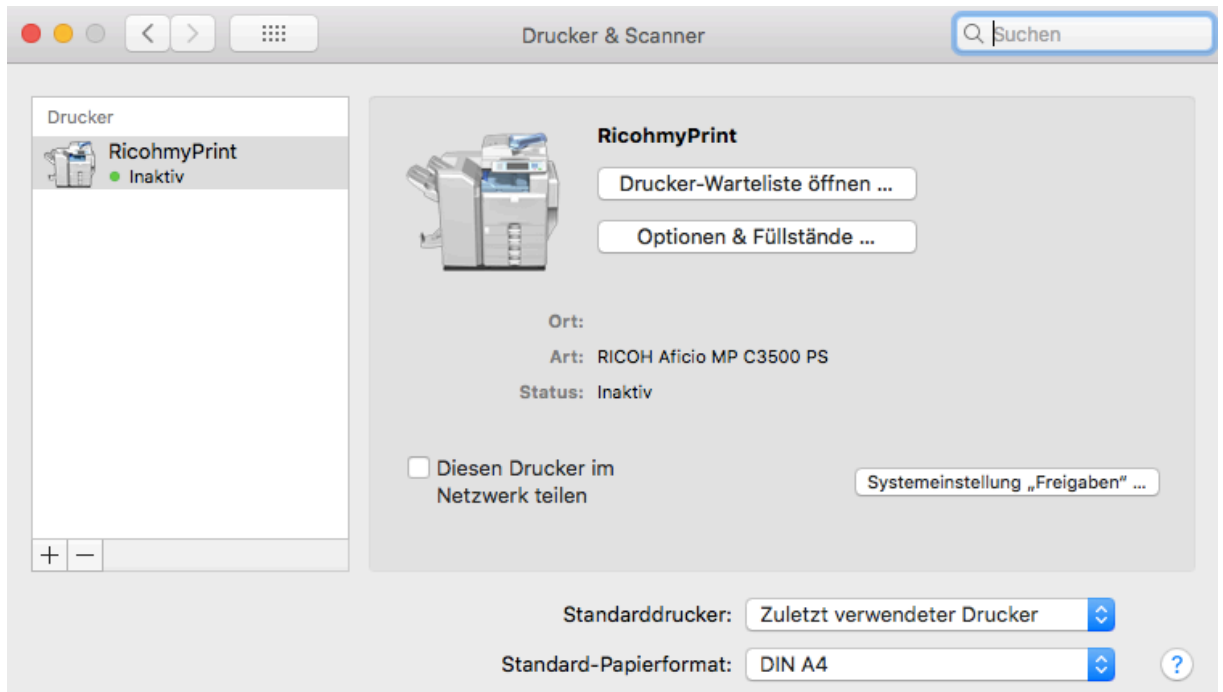 Drucker & Scanner
Suchen
Drucker
RicohmyPrint
Inaktiv
RicohmyPrint
Drucker-Warteliste öffnen ...
Optionen & Füllstände ...
Ort:
Art: RICOH Aficio MP C3500 PS
Status: Inaktiv
Diesen Drucker im
Netzwerk teilen
Systemeinstellung „Freigaben“ ...
+ −
Standarddrucker: Zuletzt verwendeter Drucker
Standard-Papierformat: DIN A4
?